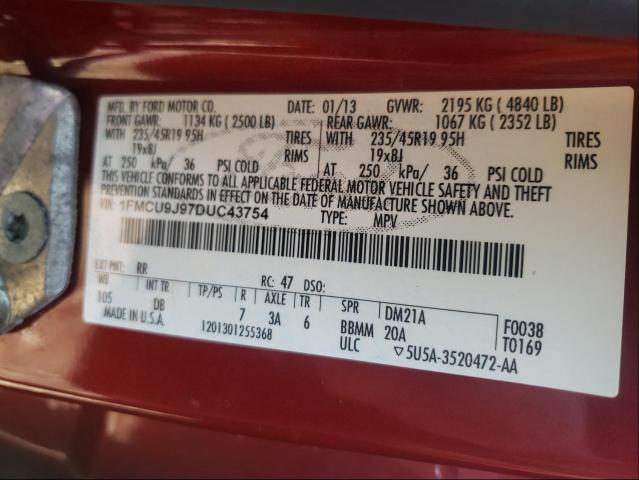 MFD. BY FORD MOTOR CO. DATE: 01/13 GVWR: 2195 KG ( 4840 LB)
FRONT GAWR: 1134 KG ( 2500 LB) REAR GAWR: 1067 KG ( 2352 LB)
WITH 235/45R19 95H TIRES WITH 235/45R19 95H TIRES
19x8J RIMS 19x8J RIMS
AT 250 kPa/ 36 PSI COLD AT 250 kPa/ 36 PSI COLD
THIS VEHICLE CONFORMS TO ALL APPLICABLE FEDERAL MOTOR VEHICLE SAFETY AND THEFT
PREVENTION STANDARDS IN EFFECT ON THE DATE OF MANUFACTURE SHOWN ABOVE.
VIN: 1FMCU9J97DUC43754 TYPE: MPV
EXT PNT: RR RC: 47 DSO:
WB INT TR TP/PS R AXLE TR SPR DM21A F0038
105 DB 7 3A 6 BBMM 20A T0169
MADE IN U.S.A. 1201301255368 ULC ▽5U5A-3520472-AA